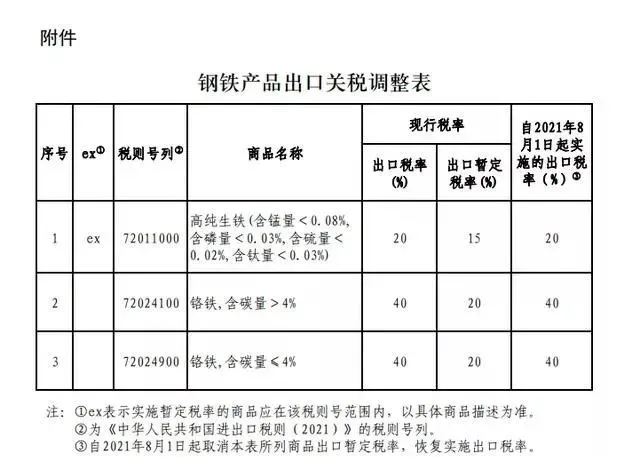 附件
钢铁产品出口关税调整表
序号
ex①
税则号列②
商品名称
现行税率
出口税率
(%)
出口暂定
税率(%)
自2021年8
月1日起实
施的出口税
率（%）③
1
ex
72011000
高纯生铁(含锰量＜0.08%,
含磷量＜0.03%,含硫量＜
0.02%,含钛量＜0.03%)
20
15
20
2
72024100
铬铁,含碳量＞4%
40
20
40
3
72024900
铬铁,含碳量≤4%
40
20
40
注：①ex表示实施暂定税率的商品应在该税则号范围内，以具体商品描述为准。
②为《中华人民共和国进出口税则（2021）》的税则号列。
③自2021年8月1日起取消本表所列商品出口暂定税率，恢复实施出口税率。